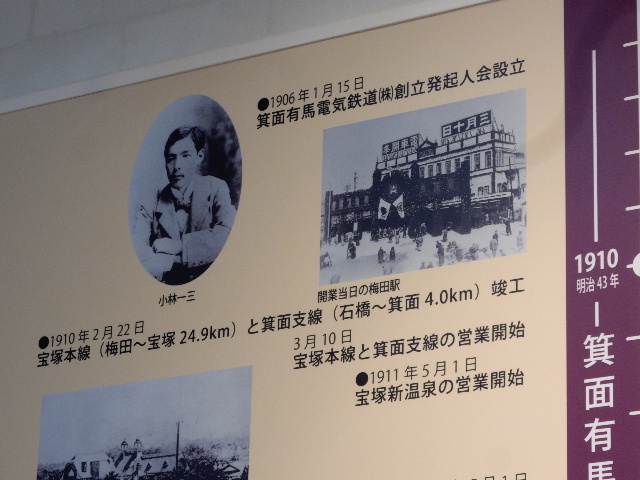 ●1906年1月15日
箕面有馬電気鉄道㈱創立発起人会設立
三月十日
電車開業
小林一三
開業当日の梅田駅
●1910年2月22日
宝塚本線（梅田～宝塚 24.9km）と箕面支線（石橋～箕面 4.0km）竣工
3月10日
宝塚本線と箕面支線の営業開始
●1911年5月1日
宝塚新温泉の営業開始
1910
明治43年
箕面有馬